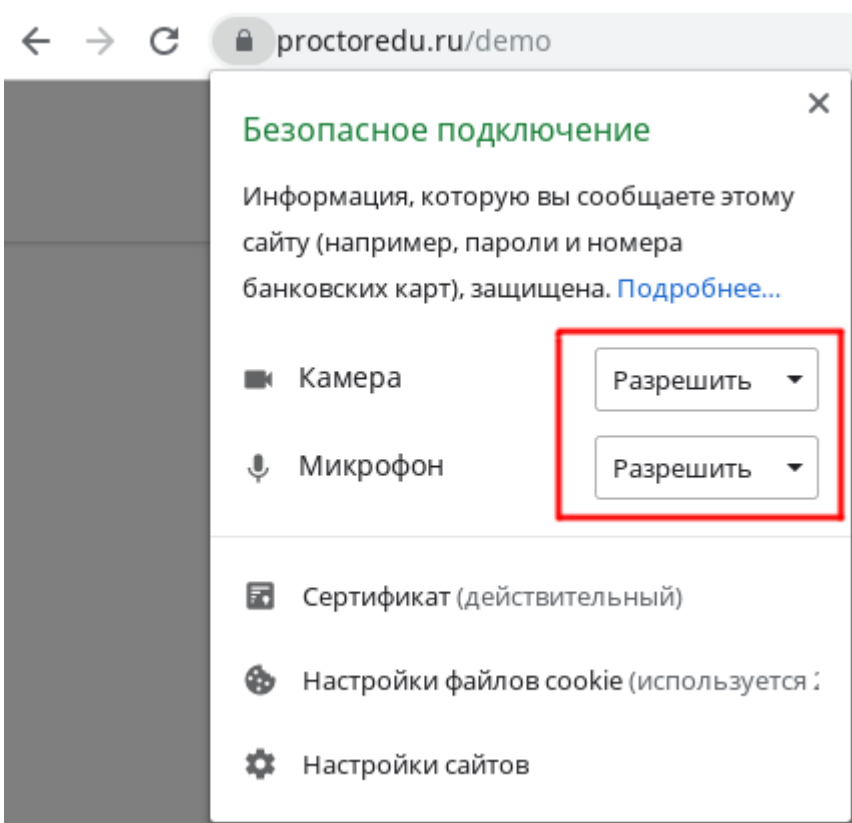 proctoredu.ru/demo
Безопасное подключение
Информация, которую вы сообщаете этому
сайту (например, пароли и номера
банковских карт), защищена. Подробнее...
Камера Разрешить
Микрофон Разрешить
Сертификат (действительный)
Настройки файлов cookie (используется
Настройки сайтов